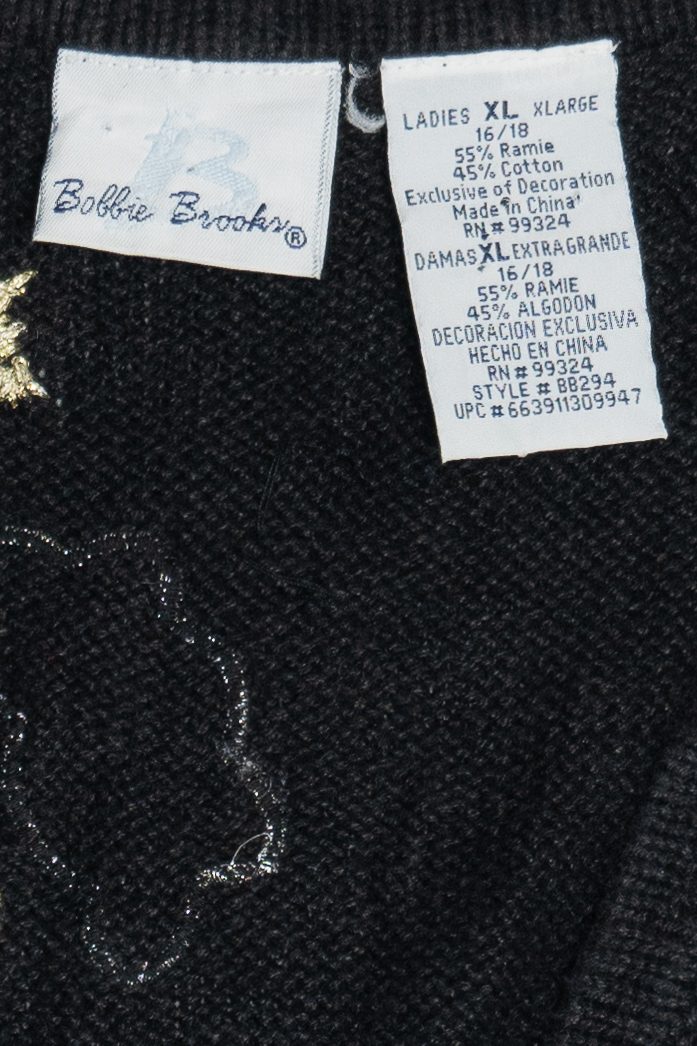 B
Bobbie Brooks®
LADIES XL XLARGE
16/18
55% Ramie
45% Cotton
Exclusive of Decoration
Made in China
RN # 99324
DAMAS XL EXTRA GRANDE
16/18
55% RAMIE
45% ALGODON
DECORACION EXCLUSIVA
HECHO EN CHINA
RN # 99324
STYLE # BB294
UPC # 663911309947